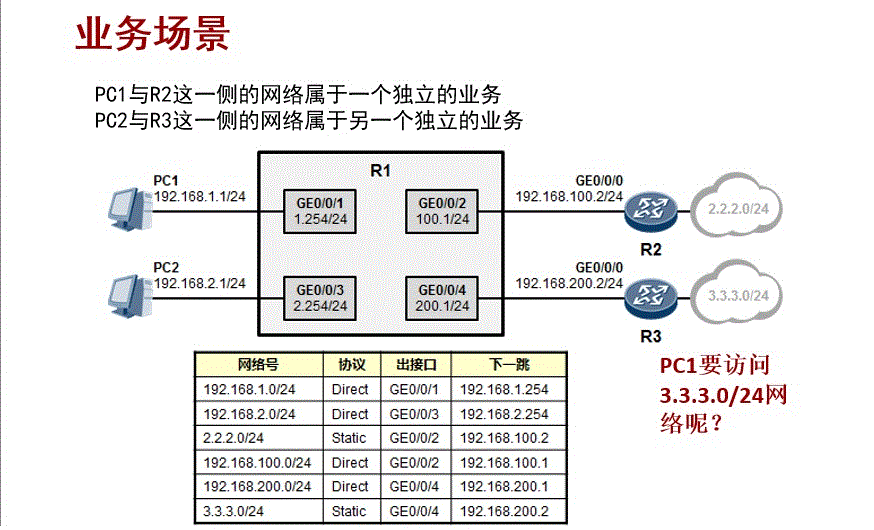 业务场景
PC1与R2这一侧的网络属于一个独立的业务
PC2与R3这一侧的网络属于另一个独立的业务
R1
PC1
192.168.1.1/24
GE0/0/1
1.254/24
GE0/0/2
100.1/24
GE0/0/0
192.168.100.2/24
2.2.2.0/24
R2
PC2
192.168.2.1/24
GE0/0/3
2.254/24
GE0/0/4
200.1/24
GE0/0/0
192.168.200.2/24
3.3.3.0/24
R3
网络号 协议 出接口 下一跳
192.168.1.0/24 Direct GE0/0/1 192.168.1.254
192.168.2.0/24 Direct GE0/0/3 192.168.2.254
2.2.2.0/24 Static GE0/0/2 192.168.100.2
192.168.100.0/24 Direct GE0/0/2 192.168.100.1
192.168.200.0/24 Direct GE0/0/4 192.168.200.1
3.3.3.0/24 Static GE0/0/4 192.168.200.2
PC1要访问
3.3.3.0/24网
络呢？